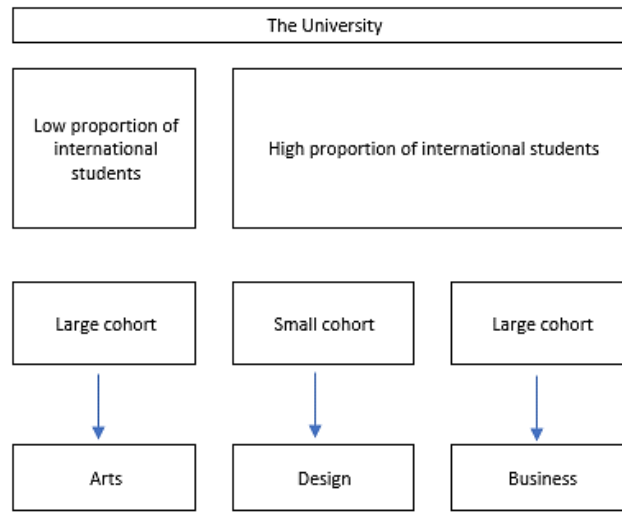 The University
Low proportion of
international
students
High proportion of international students
Large cohort
Small cohort
Large cohort
Arts
Design
Business